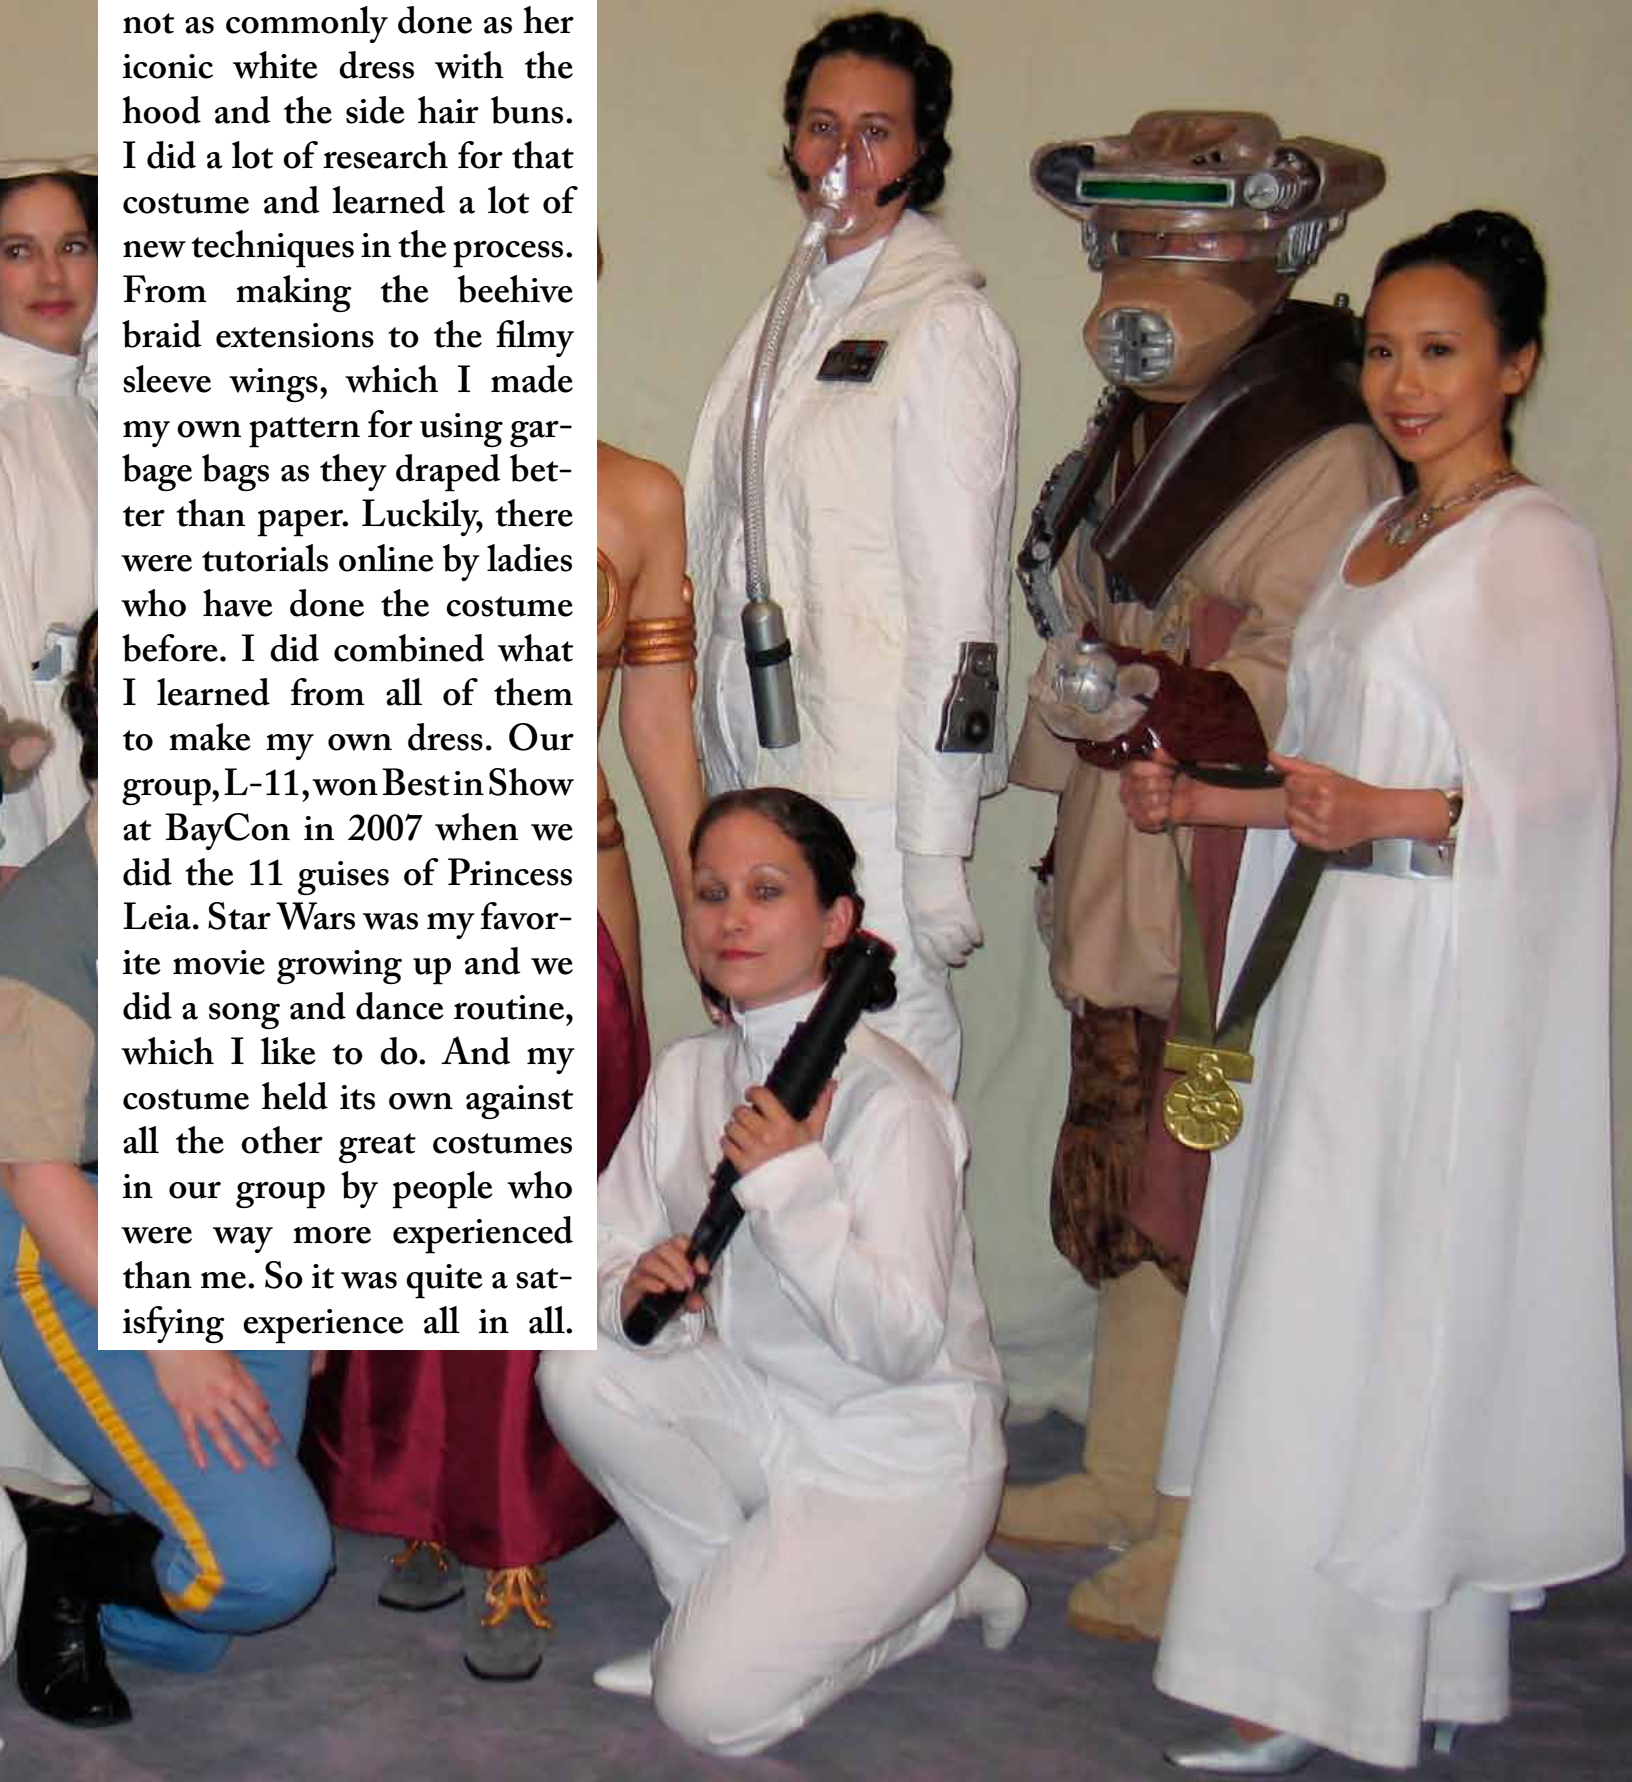 not as commonly done as her
iconic white dress with the
hood and the side hair buns.
I did a lot of research for that
costume and learned a lot of
new techniques in the process.
From making the beehive
braid extensions to the filmy
sleeve wings, which I made
my own pattern for using gar-
bage bags as they draped bet-
ter than paper. Luckily, there
were tutorials online by ladies
who have done the costume
before. I did combined what
I learned from all of them
to make my own dress. Our
group, L-11, won Best in Show
at BayCon in 2007 when we
did the 11 guises of Princess
Leia. Star Wars was my favor-
ite movie growing up and we
did a song and dance routine,
which I like to do. And my
costume held its own against
all the other great costumes
in our group by people who
were way more experienced
than me. So it was quite a sat-
isfying experience all in all.